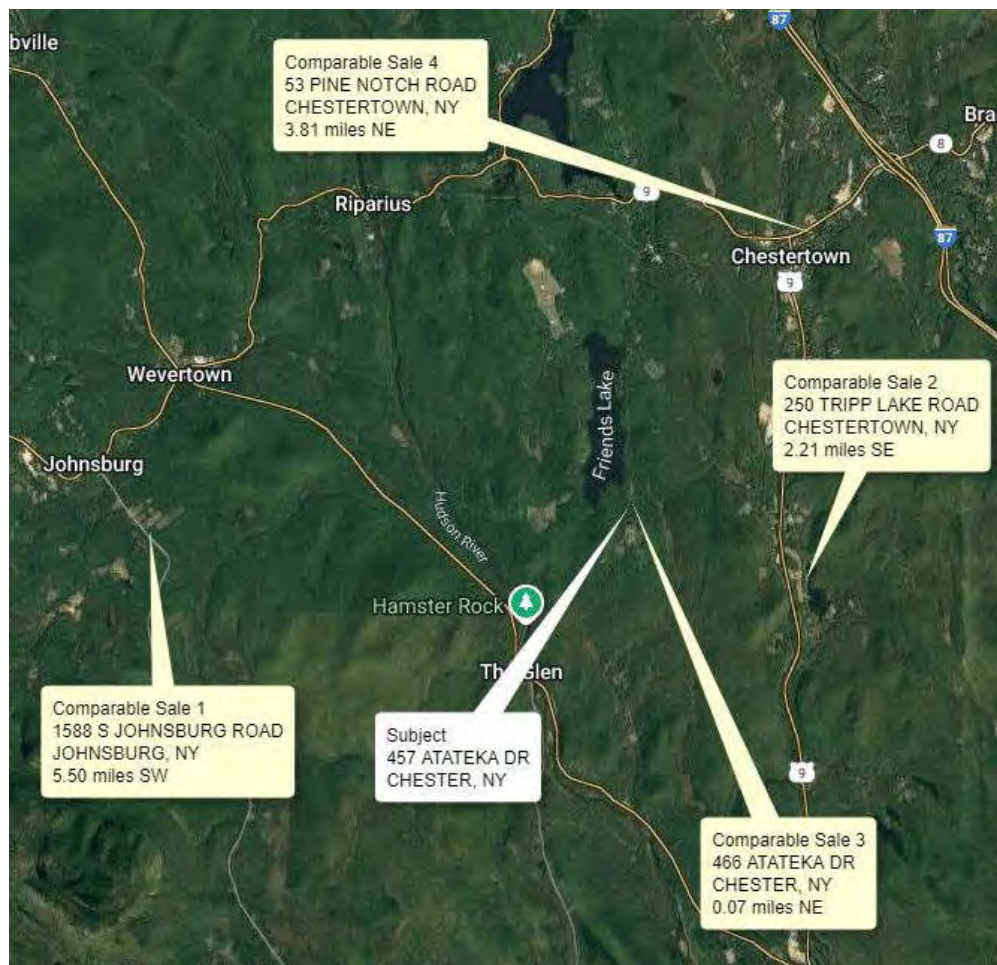 87
bville
Comparable Sale 4
53 PINE NOTCH ROAD
CHESTERTOWN, NY
3.81 miles NE
Bra
8
9
Riparius
87
Chestertown
9
Wevertown
Friends Lake
Comparable Sale 2
250 TRIPP LAKE ROAD
CHESTERTOWN, NY
2.21 miles SE
Johnsburg
Hudson River
Hamster Rock
The Glen
Comparable Sale 1
1588 S JOHNSBURG ROAD
JOHNSBURG, NY
5.50 miles SW
Subject
457 ATATEKA DR
CHESTER, NY
9
Comparable Sale 3
466 ATATEKA DR
CHESTER, NY
0.07 miles NE